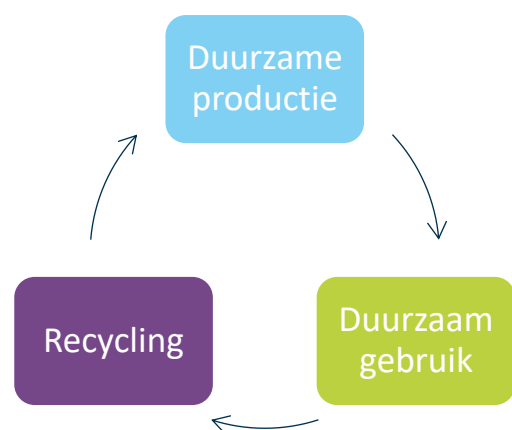 Duurzame
productie
Duurzaam
gebruik
Recycling